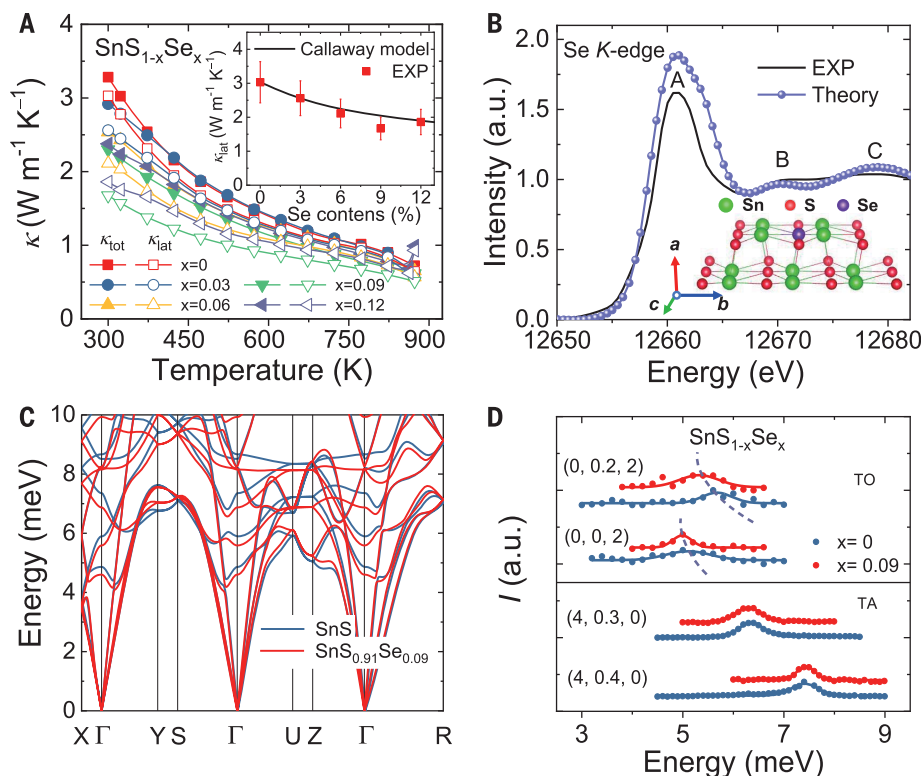 A
SnS1-xSex
κ (W m⁻¹ K⁻¹)
4
3
2
1
0
300 450 600 750 900
Temperature (K)
κtot κlat
x=0
x=0.03 x=0.09
x=0.06 x=0.12
Callaway model
EXP
κlat (W m⁻¹ K⁻¹)
4
3
2
1
0
0 3 6 9 12
Se contens (%)
B
Se K-edge
EXP
Theory
A
B
C
Sn S Se
a
c b
Intensity (a.u.)
2.0
1.5
1.0
0.5
0.0
12650 12660 12670 12680
Energy (eV)
C
Energy (meV)
10
8
6
4
2
0
SnS
SnS0.91Se0.09
X Γ Y S Γ U Z Γ R
D
SnS1-xSex
(0, 0.2, 2)
TO
(0, 0, 2)
x= 0
x= 0.09
TA
(4, 0.3, 0)
(4, 0.4, 0)
I (a.u.)
3 5 7 9
Energy (meV)